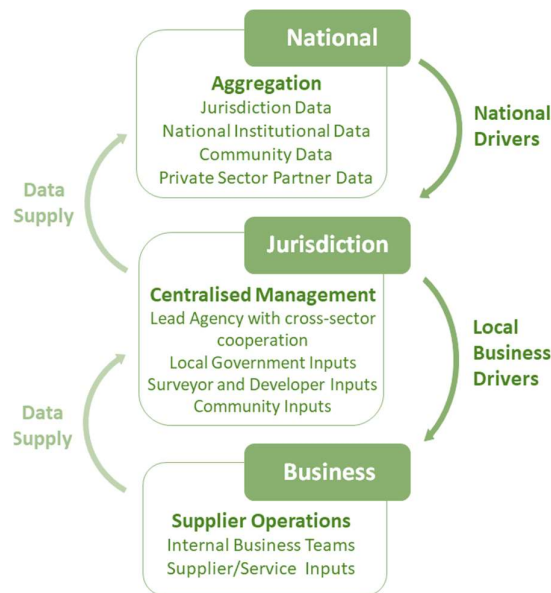 National
Aggregation
Jurisdiction Data
National Institutional Data
Community Data
Private Sector Partner Data
National
Drivers
Data
Supply
Jurisdiction
Centralised Management
Lead Agency with cross-sector
cooperation
Local Government Inputs
Surveyor and Developer Inputs
Community Inputs
Local
Business
Drivers
Data
Supply
Business
Supplier Operations
Internal Business Teams
Supplier/Service Inputs